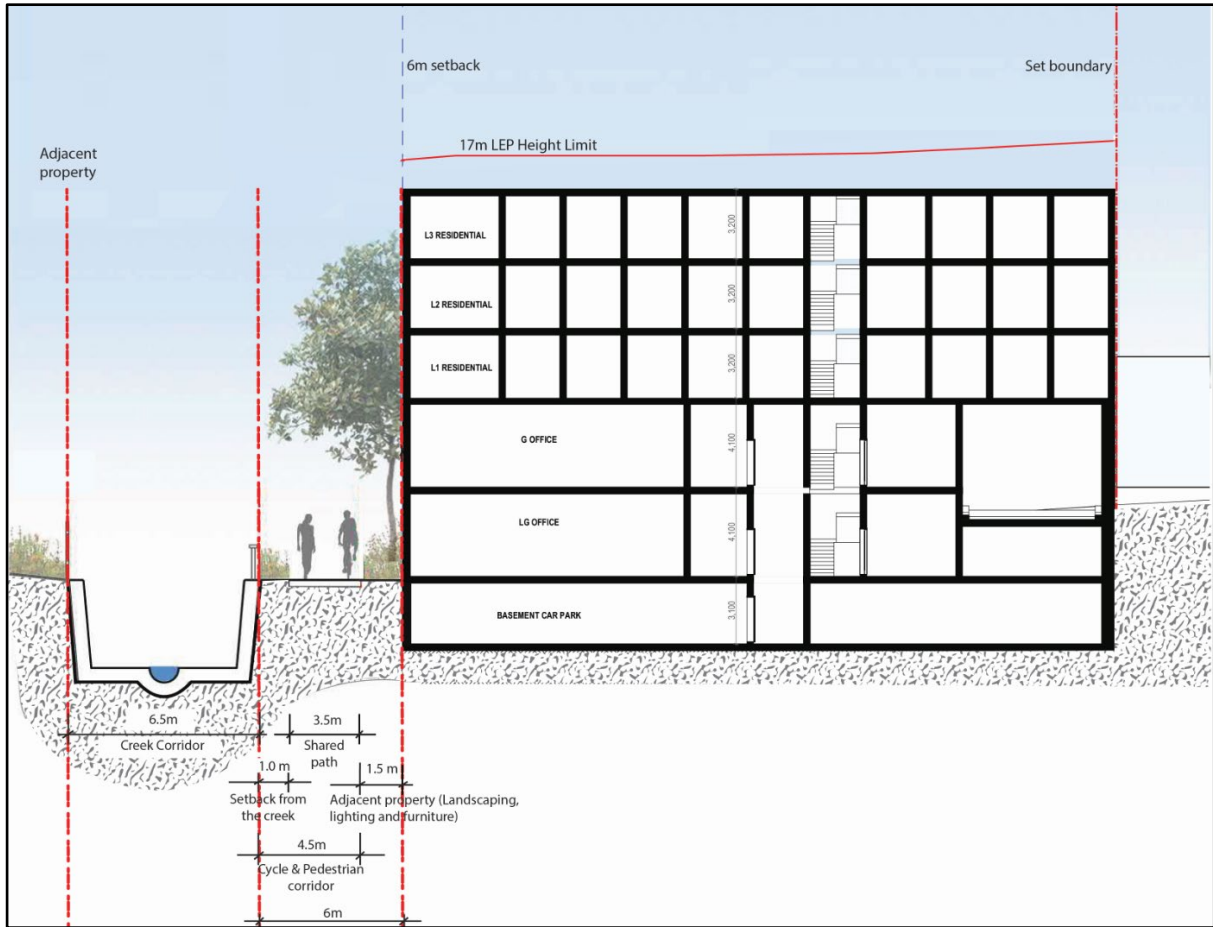 6m setback
Set boundary
17m LEP Height Limit
Adjacent
property
L3 RESIDENTIAL
3,200
L2 RESIDENTIAL
3,200
L1 RESIDENTIAL
3,200
G OFFICE
4,100
LG OFFICE
4,100
BASEMENT CAR PARK
3,100
6.5m
Creek Corridor
3.5m
Shared
path
1.0 m
Setback from
the creek
1.5 m
Adjacent property (Landscaping,
lighting and furniture)
4.5m
Cycle & Pedestrian
corridor
6m